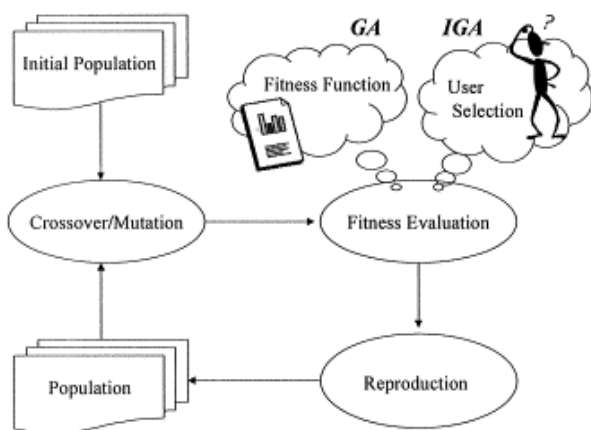 GA
IGA
Initial Population
Fitness Function
User
Selection
?
Crossover/Mutation
Fitness Evaluation
Population
Reproduction